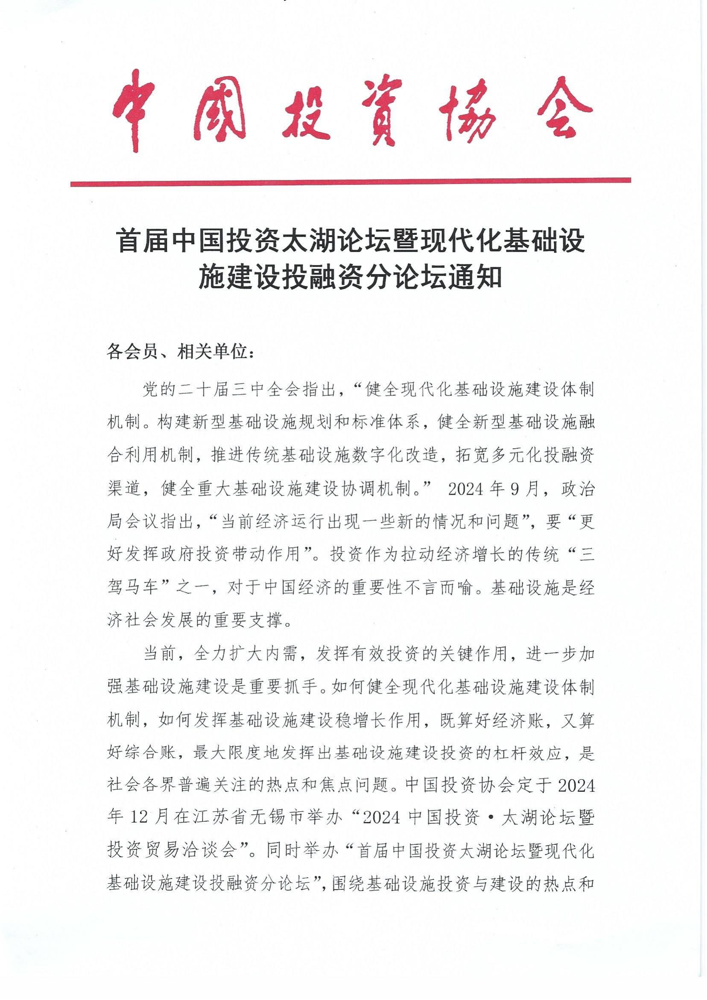 中國投資協会
首届中国投资太湖论坛暨现代化基础设
施建设投融资分论坛通知
各会员、相关单位：
党的二十届三中全会指出，“健全现代化基础设施建设体制
机制。构建新型基础设施规划和标准体系，健全新型基础设施融
合利用机制，推进传统基础设施数字化改造，拓宽多元化投融资
渠道，健全重大基础设施建设协调机制。” 2024 年 9 月，政治
局会议指出，“当前经济运行出现一些新的情况和问题”，要“更
好发挥政府投资带动作用”。投资作为拉动经济增长的传统“三
驾马车”之一，对于中国经济的重要性不言而喻。基础设施是经
济社会发展的重要支撑。
当前，全力扩大内需，发挥有效投资的关键作用，进一步加
强基础设施建设是重要抓手。如何健全现代化基础设施建设体制
机制，如何发挥基础设施建设稳增长作用，既算好经济账，又算
好综合账，最大限度地发挥出基础设施建设投资的杠杆效应，是
社会各界普遍关注的热点和焦点问题。中国投资协会定于 2024
年 12 月在江苏省无锡市举办“2024 中国投资·太湖论坛暨
投资贸易洽谈会”。同时举办“首届中国投资太湖论坛暨现代化
基础设施建设投融资分论坛”，围绕基础设施投资与建设的热点和